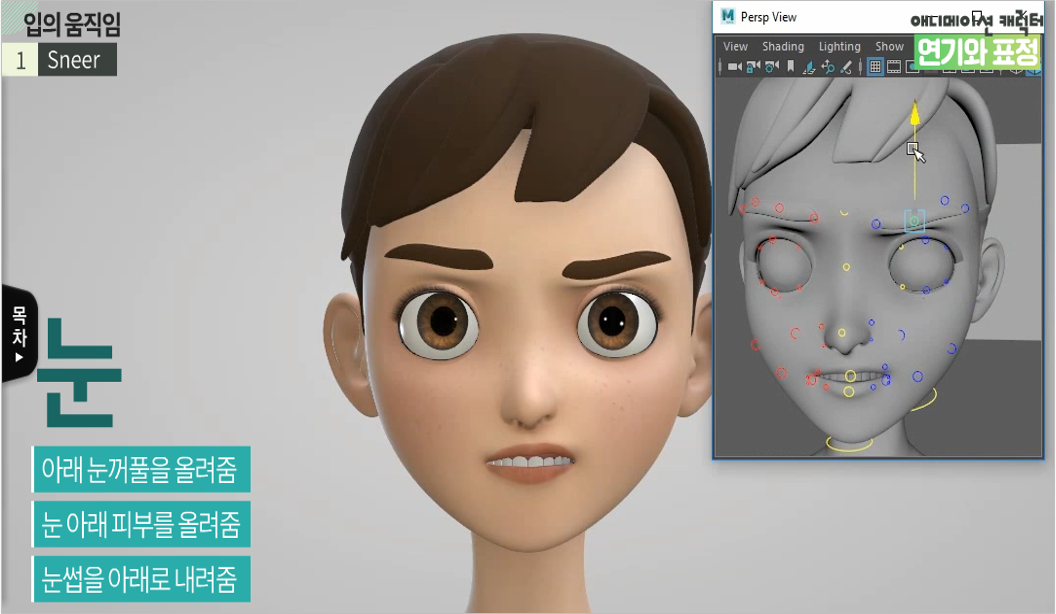 입의 움직임
1 Sneer
Persp View
애니메이션 캐릭터
연기와 표정
View Shading Lighting Show
목차
눈
아래 눈꺼풀을 올려줌
눈 아래 피부를 올려줌
눈썹을 아래로 내려줌